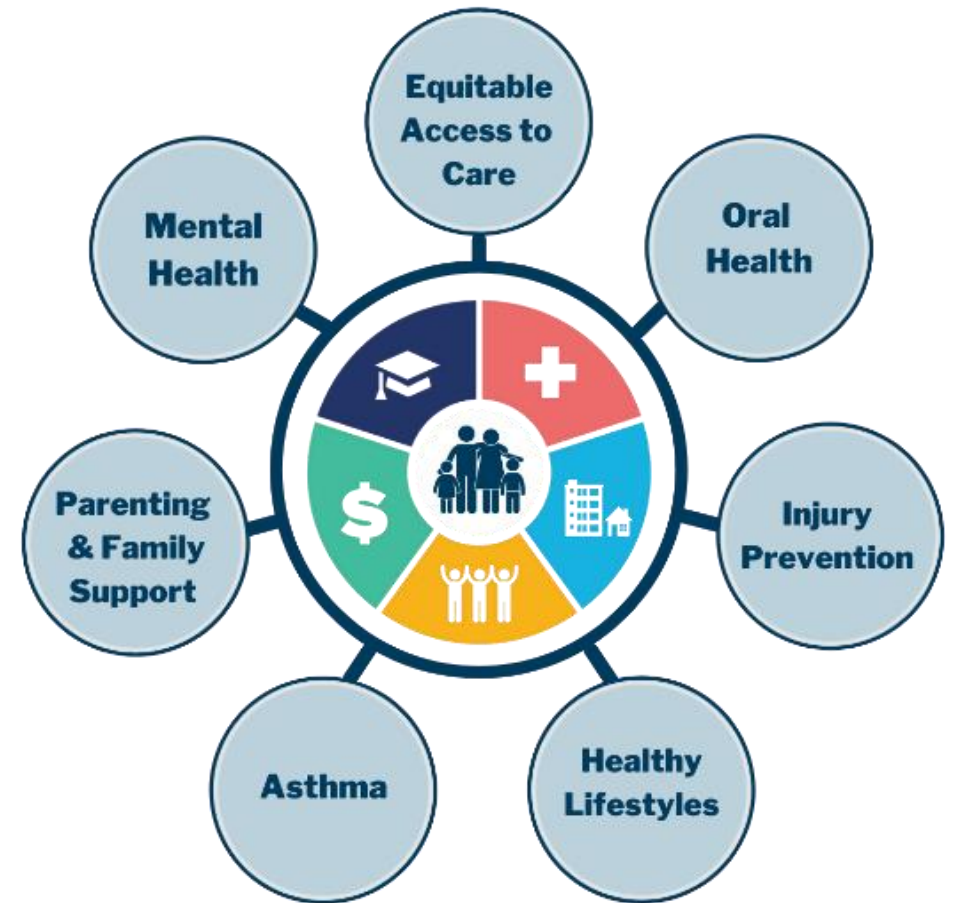 Equitable
Access to
Care
Oral
Health
Injury
Prevention
Healthy
Lifestyles
Asthma
Parenting
& Family
Support
Mental
Health
$